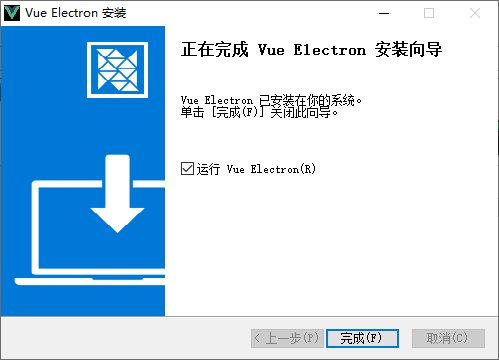 Vue Electron 安装
正在完成 Vue Electron 安装向导
Vue Electron 已安装在你的系统。
单击 [完成(F)] 关闭此向导。
运行 Vue Electron(R)
< 上一步(P)
完成(F)
取消(C)